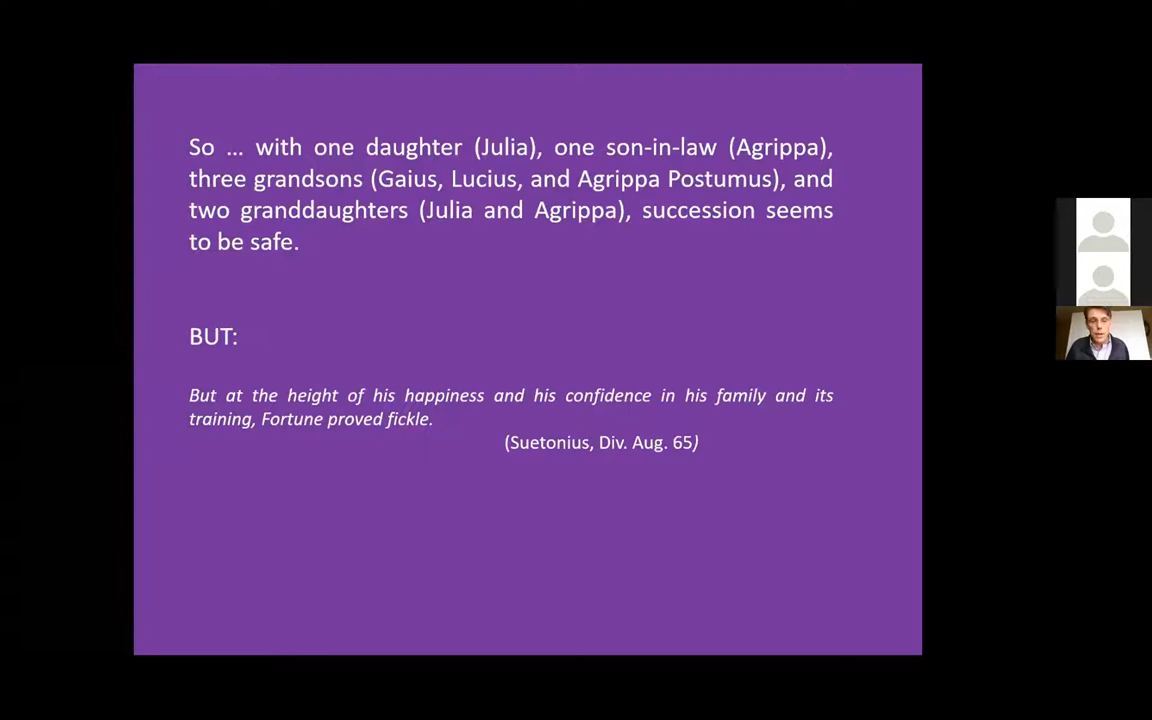 So ... with one daughter (Julia), one son-in-law (Agrippa),
three grandsons (Gaius, Lucius, and Agrippa Postumus), and
two granddaughters (Julia and Agrippa), succession seems
to be safe.
BUT:
But at the height of his happiness and his confidence in his family and its
training, Fortune proved fickle.
(Suetonius, Div. Aug. 65)